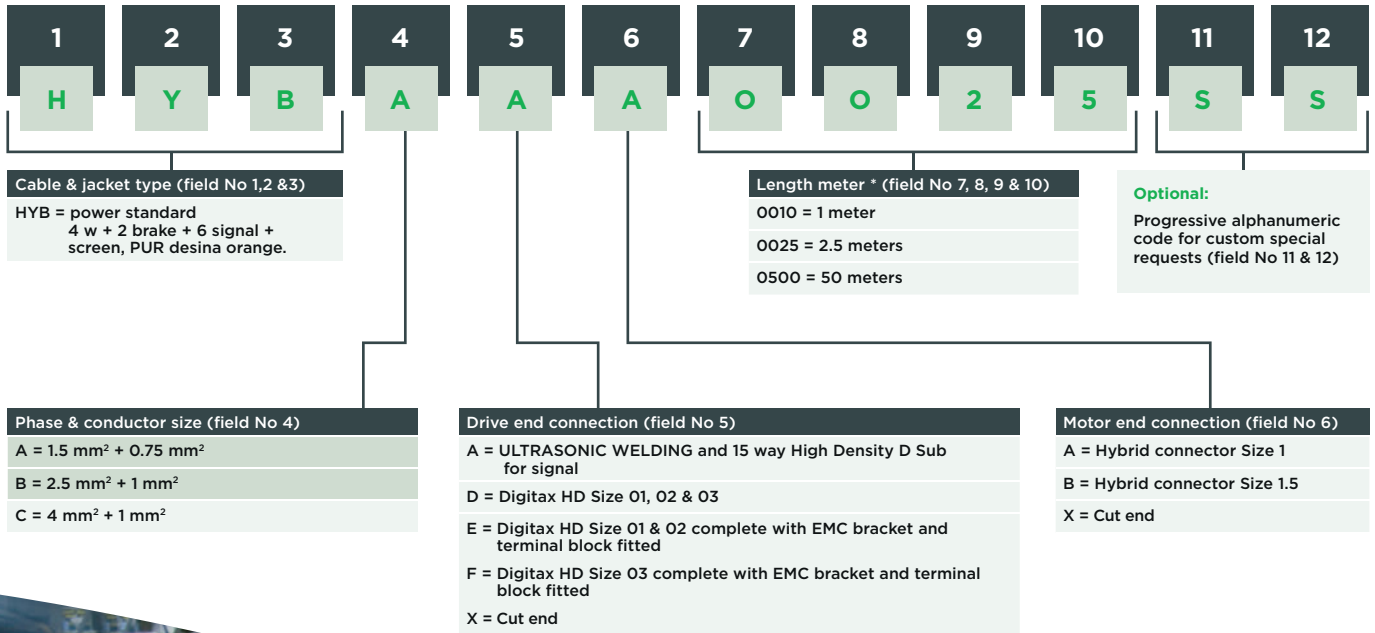 1 2 3 4 5 6 7 8 9 10 11 12
H Y B A A A O O 2 5 S S
Cable & jacket type (field No 1,2 &3)
HYB = power standard
4 w + 2 brake + 6 signal +
screen, PUR desina orange.
Length meter * (field No 7, 8, 9 & 10)
0010 = 1 meter
0025 = 2.5 meters
0500 = 50 meters
Optional:
Progressive alphanumeric
code for custom special
requests (field No 11 & 12)
Phase & conductor size (field No 4)
A = 1.5 mm² + 0.75 mm²
B = 2.5 mm² + 1 mm²
C = 4 mm² + 1 mm²
Drive end connection (field No 5)
A = ULTRASONIC WELDING and 15 way High Density D Sub
for signal
D = Digitax HD Size 01, 02 & 03
E = Digitax HD Size 01 & 02 complete with EMC bracket and
terminal block fitted
F = Digitax HD Size 03 complete with EMC bracket and terminal
block fitted
X = Cut end
Motor end connection (field No 6)
A = Hybrid connector Size 1
B = Hybrid connector Size 1.5
X = Cut end